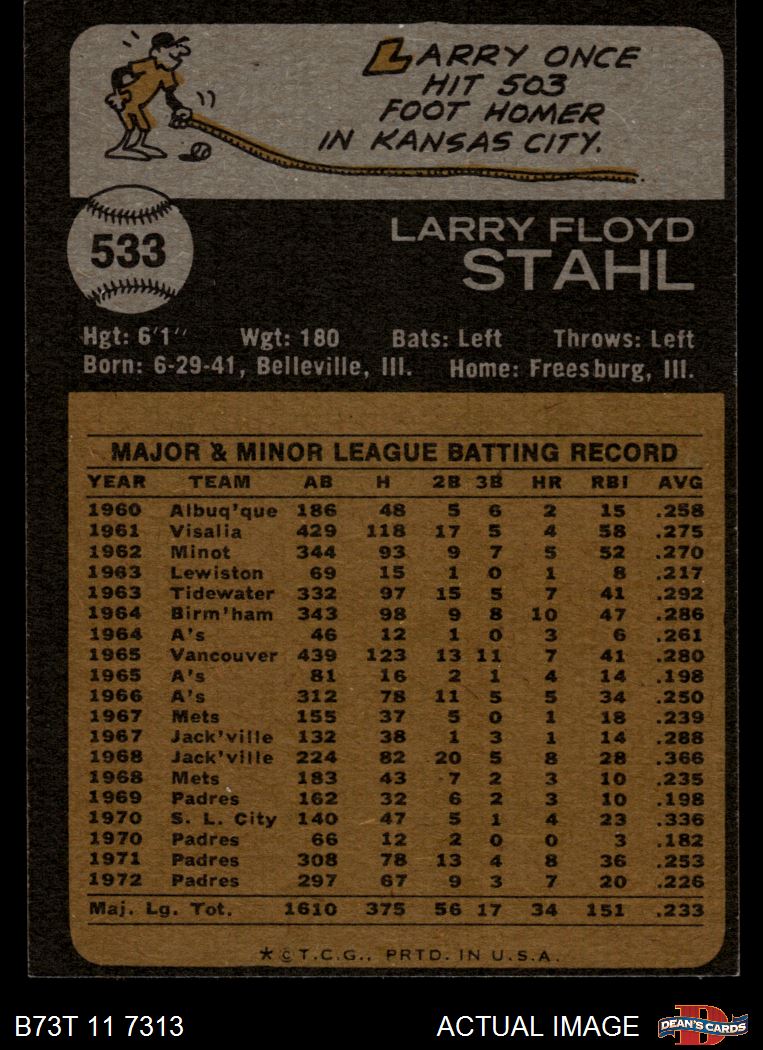 LARRY ONCE
HIT 503
FOOT HOMER
IN KANSAS CITY.
533
LARRY FLOYD
STAHL
Hgt: 6'1" Wgt: 180 Bats: Left Throws: Left
Born: 6-29-41, Belleville, Ill. Home: Freesburg, Ill.
MAJOR & MINOR LEAGUE BATTING RECORD
YEAR TEAM AB H 2B 3B HR RBI AVG
1960 Albuq'que 186 48 5 6 2 15 .258
1961 Visalia 429 118 17 5 4 58 .275
1962 Minot 344 93 9 7 5 52 .270
1963 Lewiston 69 15 1 0 1 8 .217
1963 Tidewater 332 97 15 5 7 41 .292
1964 Birm'ham 343 98 9 8 10 47 .286
1964 A's 46 12 1 0 3 6 .261
1965 Vancouver 439 123 13 11 7 41 .280
1965 A's 81 16 2 1 4 14 .198
1966 A's 312 78 11 5 5 34 .250
1967 Mets 155 37 5 0 1 18 .239
1967 Jack'ville 132 38 1 3 1 14 .288
1968 Jack'ville 224 82 20 5 8 28 .366
1968 Mets 183 43 7 2 3 10 .235
1969 Padres 162 32 6 2 3 10 .198
1970 S. L. City 140 47 5 1 4 23 .336
1970 Padres 66 12 2 0 0 3 .182
1971 Padres 308 78 13 4 8 36 .253
1972 Padres 297 67 9 3 7 20 .226
Maj. Lg. Tot. 1610 375 56 17 34 151 .233
*© T.C.G., PRTD. IN U.S.A.
B73T 11 7313 ACTUAL IMAGE D DEAN'S CARDS